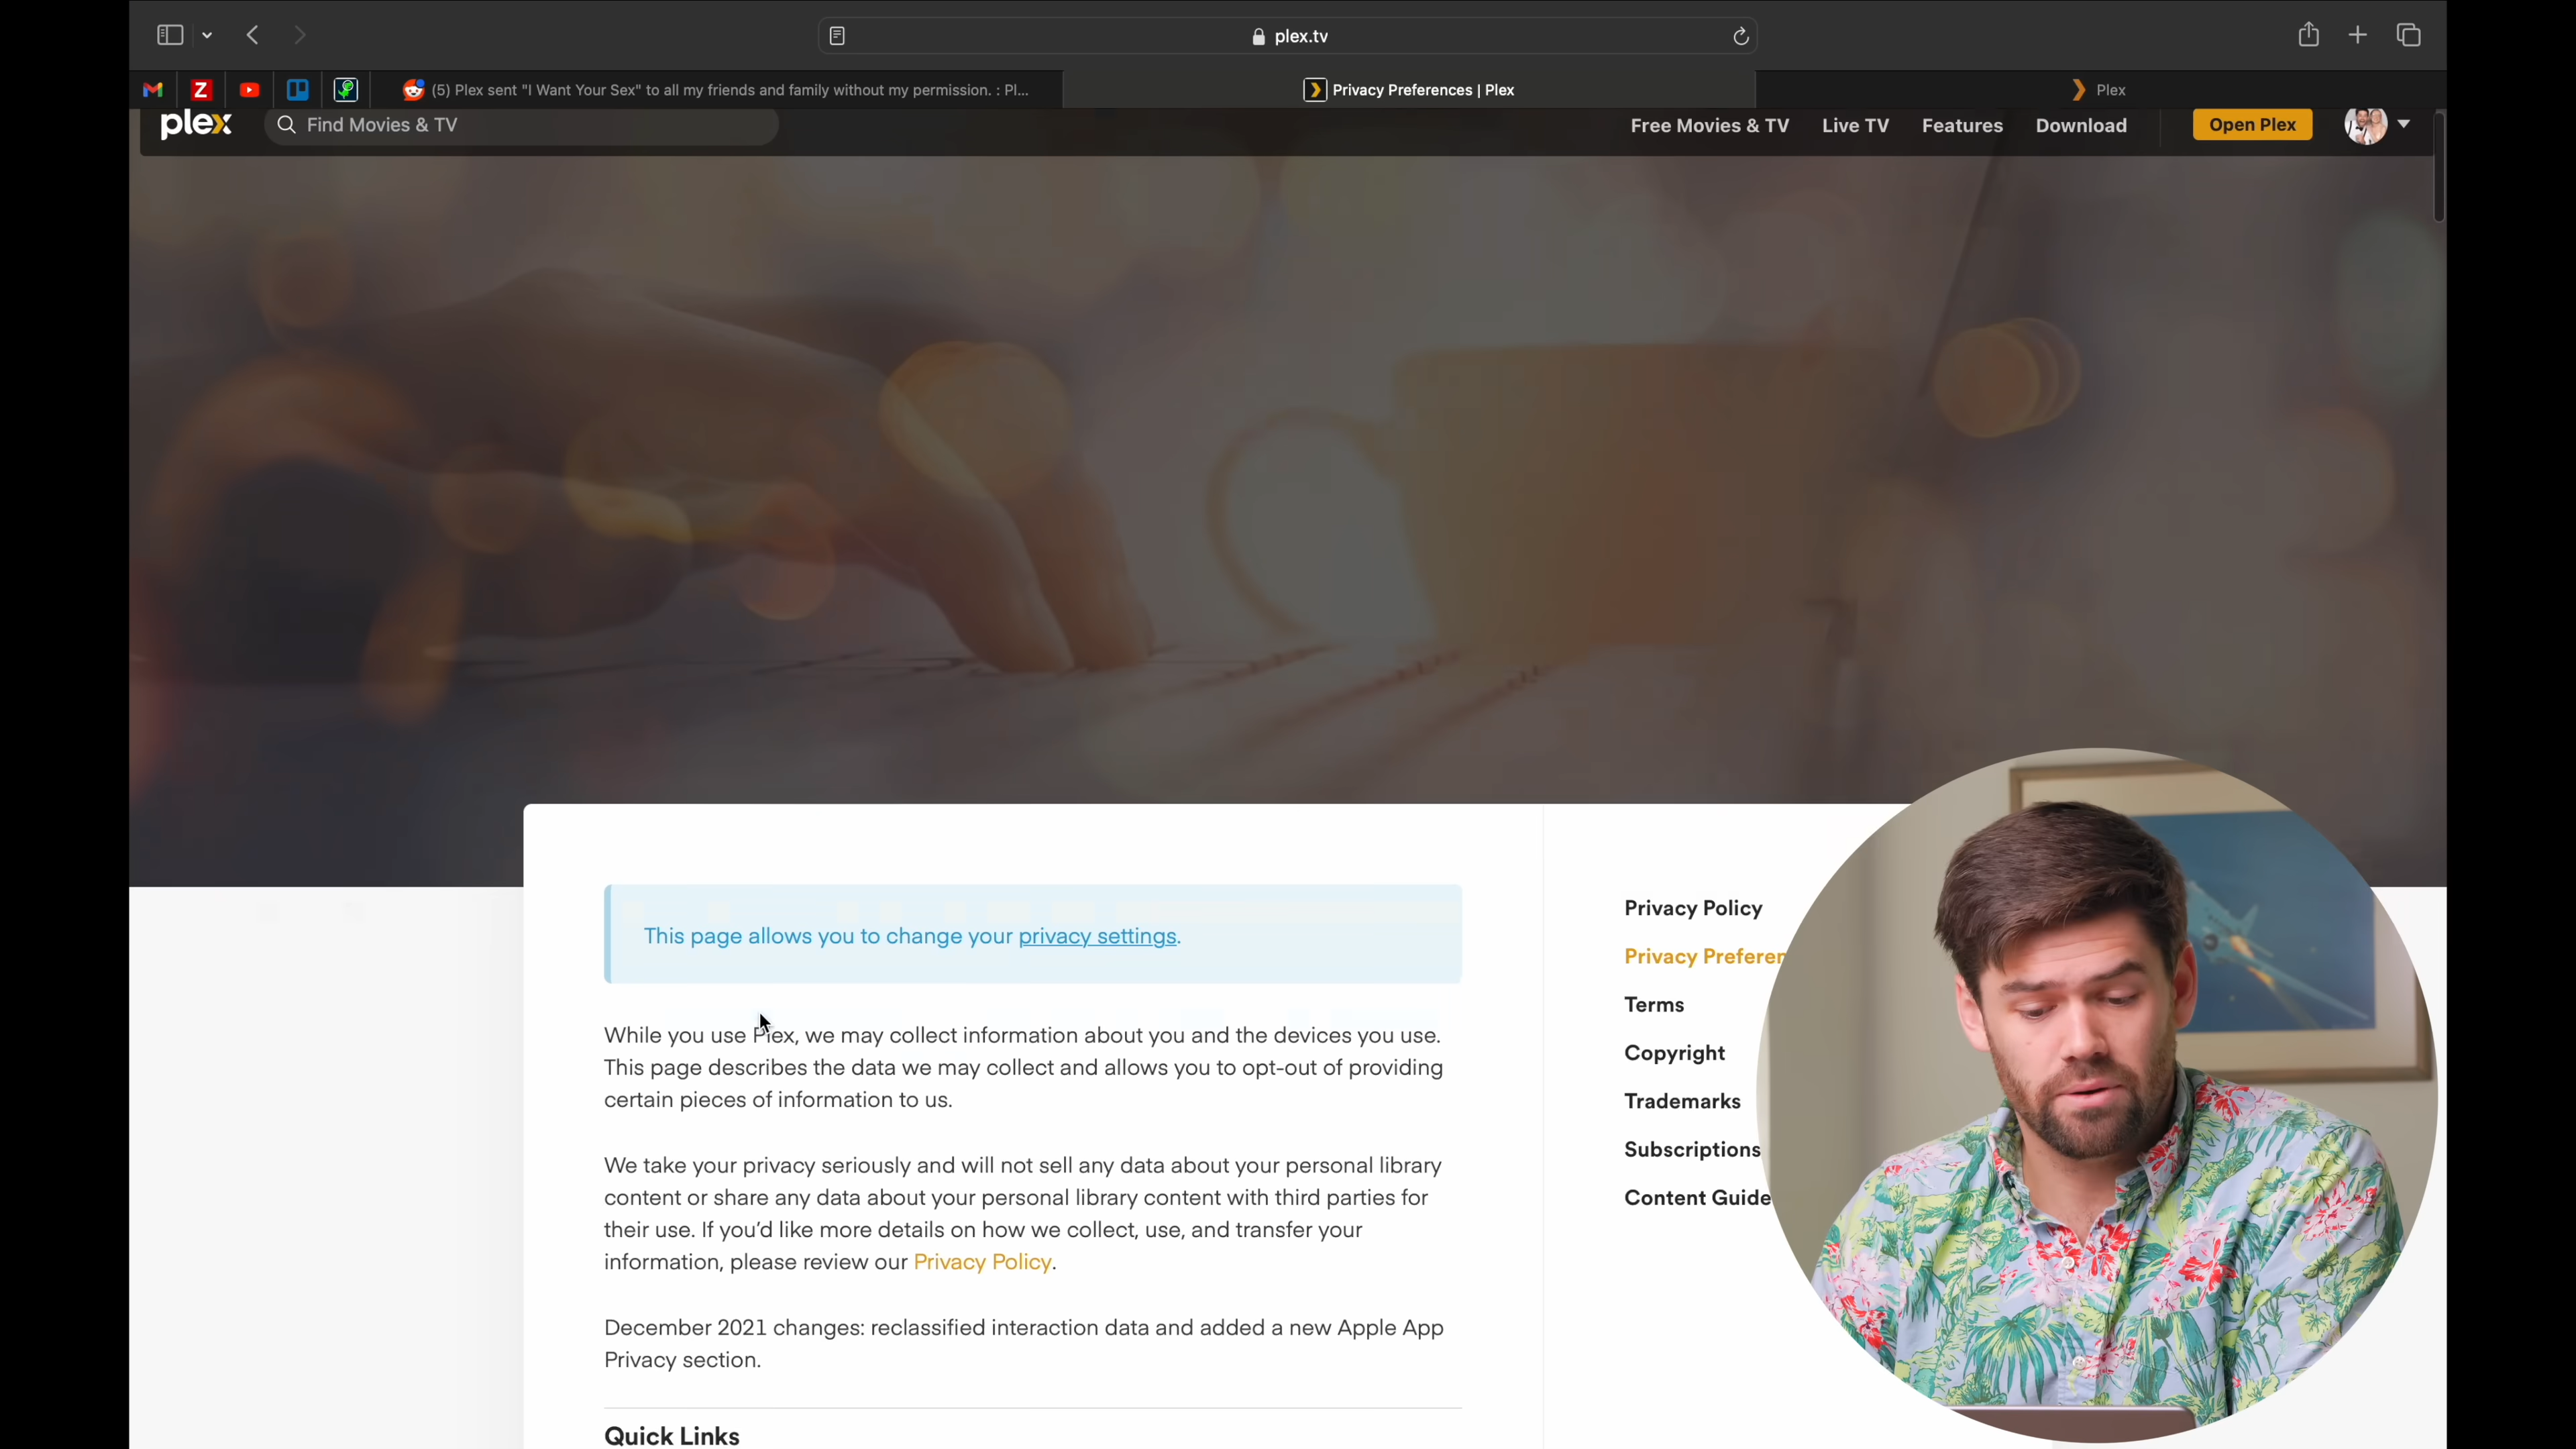 plex.tv
(5) Plex sent "I Want Your Sex" to all my friends and family without my permission. : Pl...
Privacy Preferences | Plex
Plex
plex
Find Movies & TV
Free Movies & TV
Live TV
Features
Download
Open Plex
This page allows you to change your privacy settings.
While you use Plex, we may collect information about you and the devices you use.
This page describes the data we may collect and allows you to opt-out of providing
certain pieces of information to us.
We take your privacy seriously and will not sell any data about your personal library
content or share any data about your personal library content with third parties for
their use. If you'd like more details on how we collect, use, and transfer your
information, please review our Privacy Policy.
December 2021 changes: reclassified interaction data and added a new Apple App
Privacy section.
Quick Links
Privacy Policy
Privacy Preferen
Terms
Copyright
Trademarks
Subscriptions
Content Guide